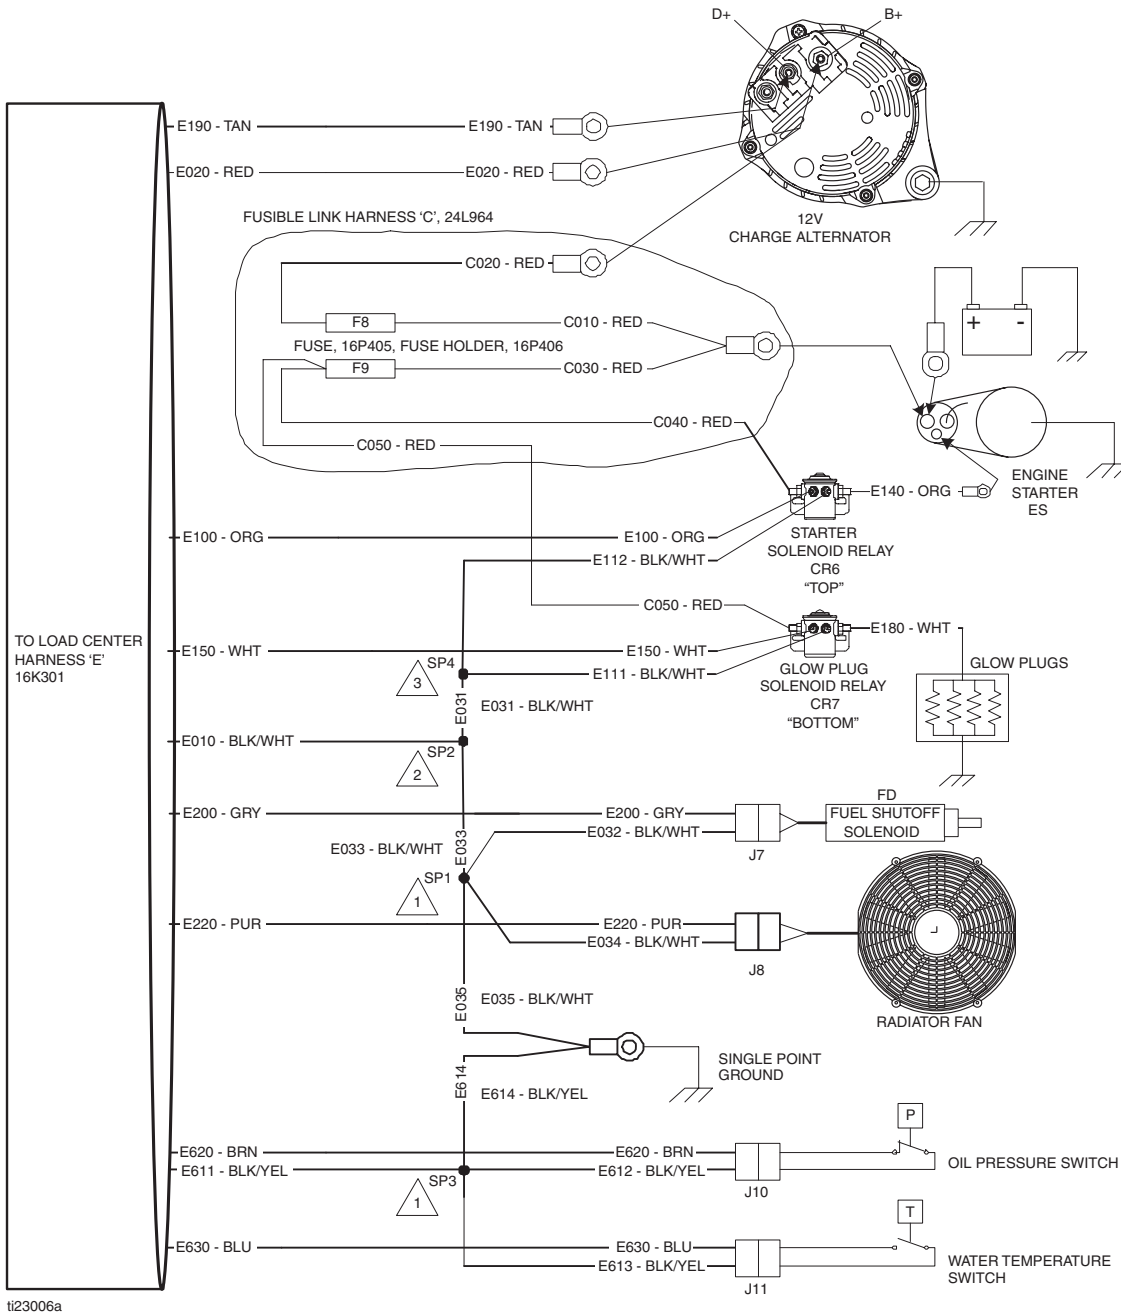 D+
B+
E190 - TAN
E190 - TAN
E020 - RED
E020 - RED
12V
CHARGE ALTERNATOR
FUSIBLE LINK HARNESS ‘C’, 24L964
C020 - RED
F8
C010 - RED
+
-
FUSE, 16P405, FUSE HOLDER, 16P406
F9
C030 - RED
C040 - RED
C050 - RED
ENGINE
STARTER
ES
E140 - ORG
E100 - ORG
E100 - ORG
STARTER
SOLENOID RELAY
CR6
“TOP”
E112 - BLK/WHT
C050 - RED
TO LOAD CENTER
HARNESS ‘E’
16K301
E180 - WHT
E150 - WHT
E150 - WHT
SP4
3
E111 - BLK/WHT
GLOW PLUG
SOLENOID RELAY
CR7
“BOTTOM”
GLOW PLUGS
E031
E031 - BLK/WHT
E010 - BLK/WHT
SP2
2
FD
FUEL SHUTOFF
SOLENOID
E200 - GRY
E200 - GRY
E032 - BLK/WHT
J7
E033 - BLK/WHT
E033
SP1
1
E220 - PUR
E220 - PUR
E034 - BLK/WHT
J8
RADIATOR FAN
E035
E035 - BLK/WHT
SINGLE POINT
GROUND
E614
E614 - BLK/YEL
P
E620 - BRN
E620 - BRN
E611 - BLK/YEL
E612 - BLK/YEL
SP3
1
J10
OIL PRESSURE SWITCH
T
E630 - BLU
E630 - BLU
E613 - BLK/YEL
J11
WATER TEMPERATURE
SWITCH
ti23006a